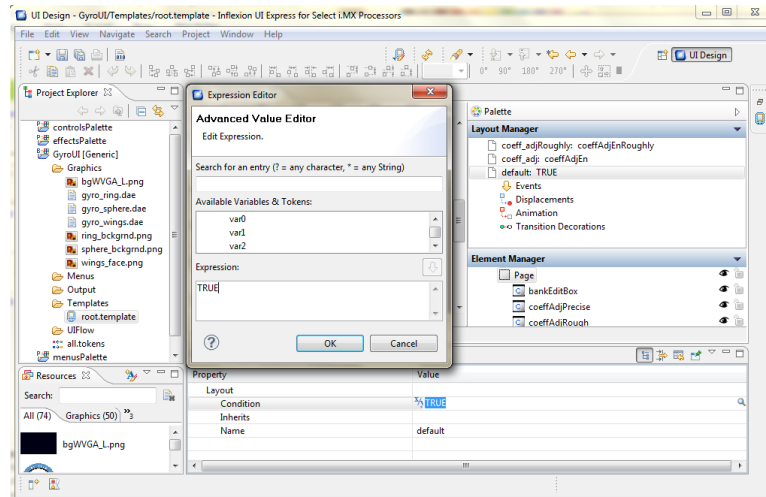 UI Design - GyroUI/Templates/root.template - Inflexion UI Express for Select i.MX Processors
File Edit View Navigate Search Project Window Help
0° 90° 180° 270°
UI Design
Project Explorer
controlsPalette
effectsPalette
GyroUI [Generic]
Graphics
bgWVGA_L.png
gyro_ring.dae
gyro_sphere.dae
gyro_wings.dae
ring_bckgrnd.png
sphere_bckgrnd.png
wings_face.png
Menus
Output
Templates
root.template
UIFlow
all.tokens
menusPalette
Expression Editor
Advanced Value Editor
Edit Expression.
Search for an entry (? = any character, * = any String)
Available Variables & Tokens:
var0
var1
var2
Expression:
TRUE
OK Cancel
Palette
Layout Manager
coeff_adjRoughly: coeffAdjEnRoughly
coeff_adj: coeffAdjEn
default: TRUE
Events
Displacements
Animation
Transition Decorations
Element Manager
Page
bankEditBox
coeffAdjPrecise
coeffAdjRough
Resources
Search:
All (74) Graphics (50) 3
bgWVGA_L.png
Property Value
Layout
Condition TRUE
Inherits
Name default